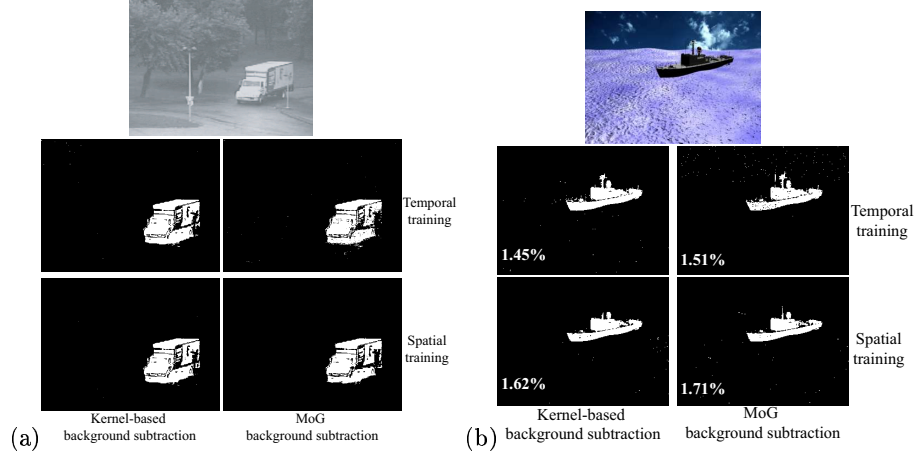 Temporal
training
Spatial
training
Kernel-based
background subtraction
MoG
background subtraction
(a)
1.45%
1.51%
Temporal
training
1.62%
1.71%
Spatial
training
Kernel-based
background subtraction
MoG
background subtraction
(b)